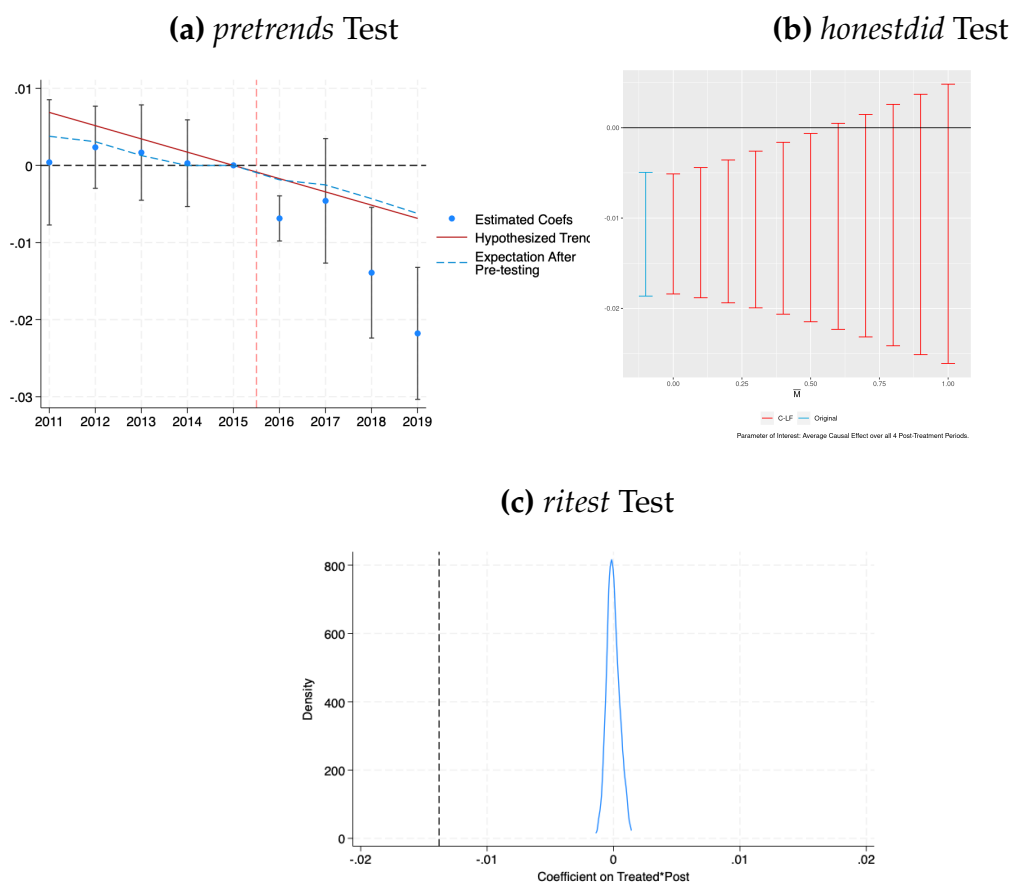 (a) pretrends Test
(b) honestdid Test
.01
0
-.01
-.02
-.03
2011 2012 2013 2014 2015 2016 2017 2018 2019
Estimated Coefs
Hypothesized Trend
Expectation After
Pre-testing
0.00
-0.01
-0.02
0.00 0.25 0.50 0.75 1.00
M̅
C-LF Original
Parameter of Interest: Average Causal Effect over all 4 Post-Treatment Periods.
(c) ritest Test
Density
800
600
400
200
0
-.02 -.01 0 .01 .02
Coefficient on Treated*Post